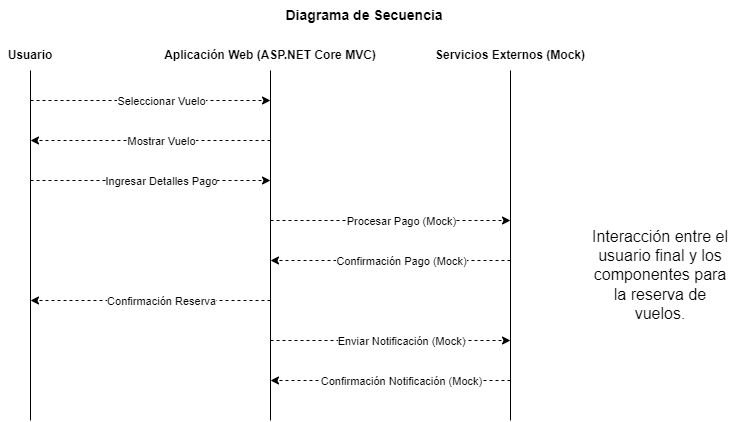 Diagrama de Secuencia
Usuario
Aplicación Web (ASP.NET Core MVC)
Servicios Externos (Mock)
Seleccionar Vuelo
Mostrar Vuelo
Ingresar Detalles Pago
Procesar Pago (Mock)
Confirmación Pago (Mock)
Confirmación Reserva
Enviar Notificación (Mock)
Confirmación Notificación (Mock)
Interacción entre el
usuario final y los
componentes para
la reserva de
vuelos.